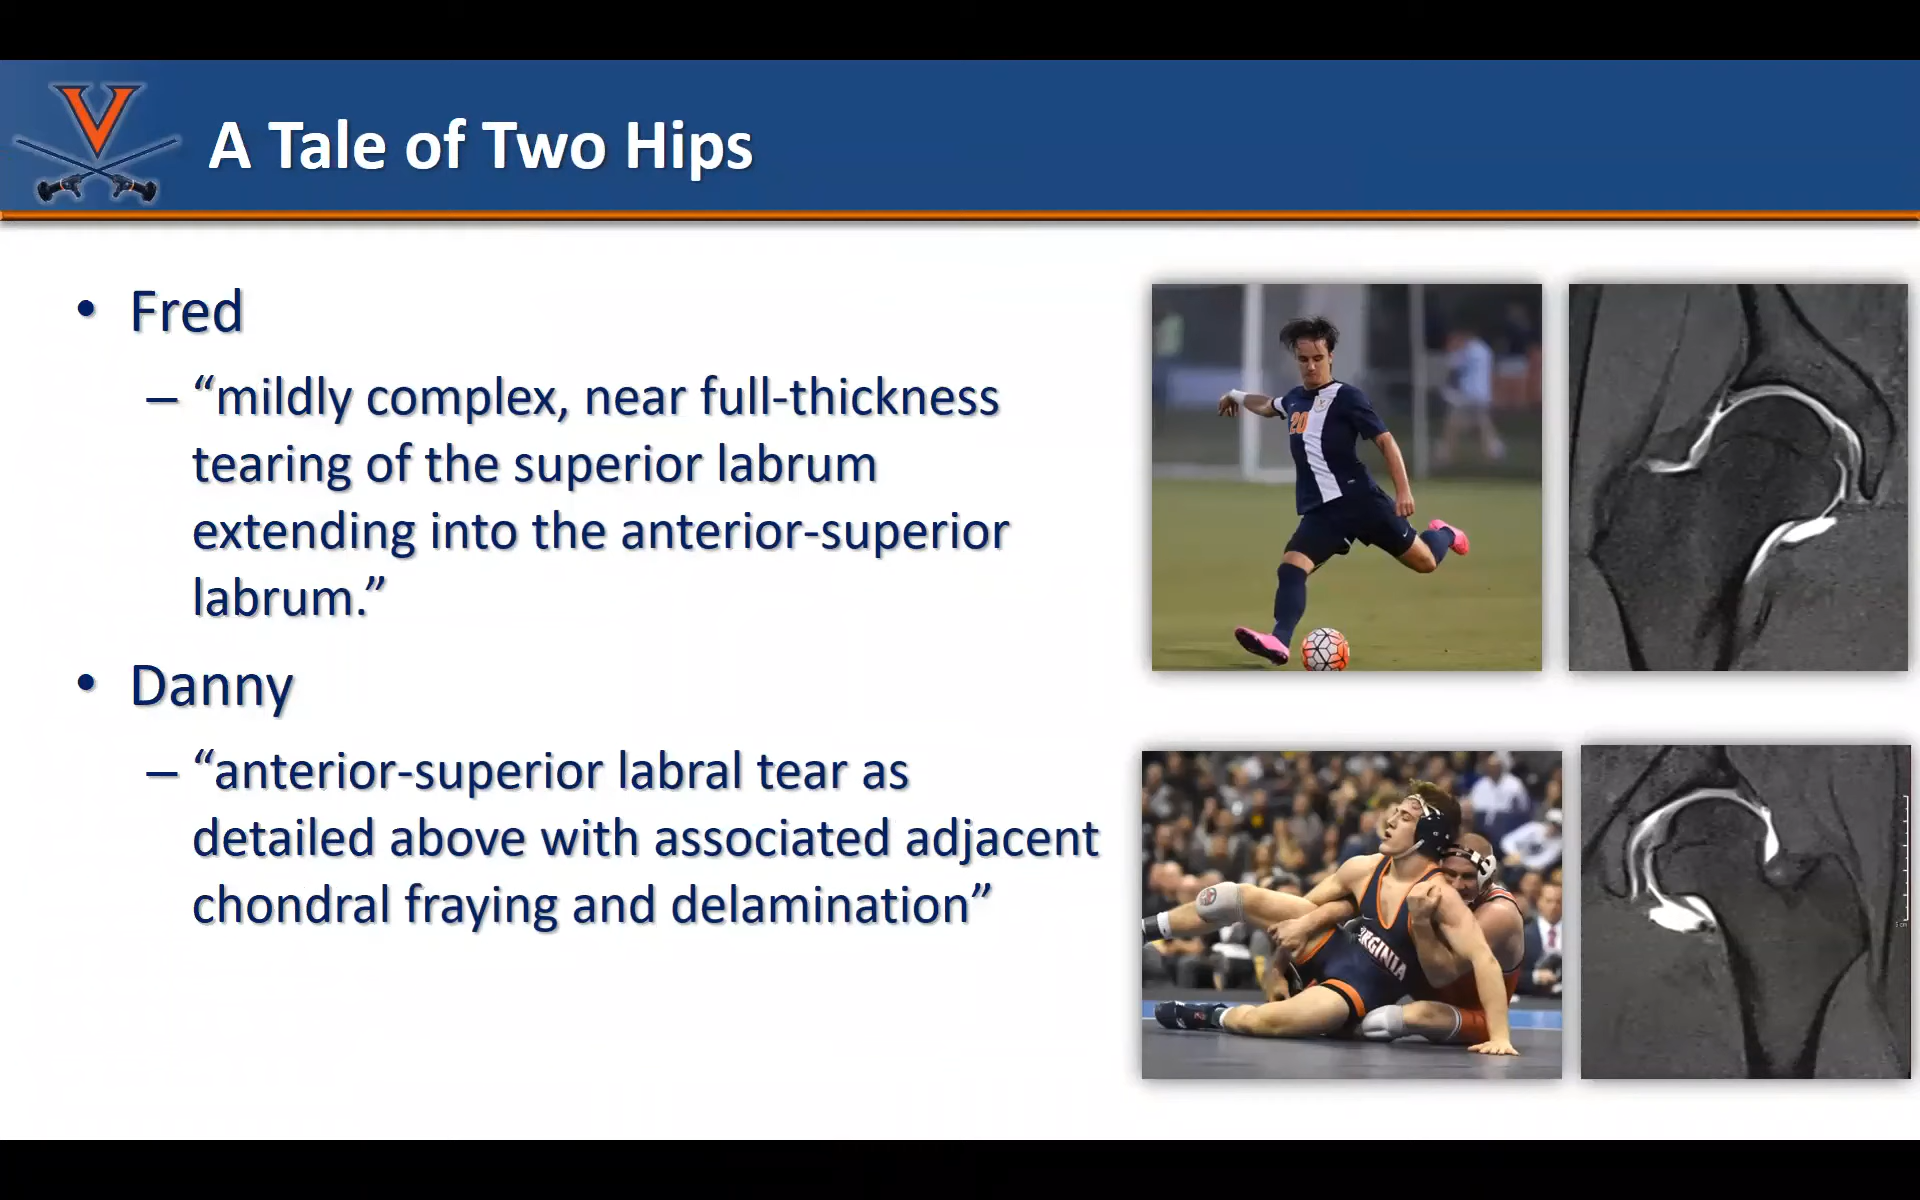 A Tale of Two Hips
• Fred
– “mildly complex, near full-thickness
tearing of the superior labrum
extending into the anterior-superior
labrum.”
• Danny
– “anterior-superior labral tear as
detailed above with associated adjacent
chondral fraying and delamination”
20
VIRGINIA